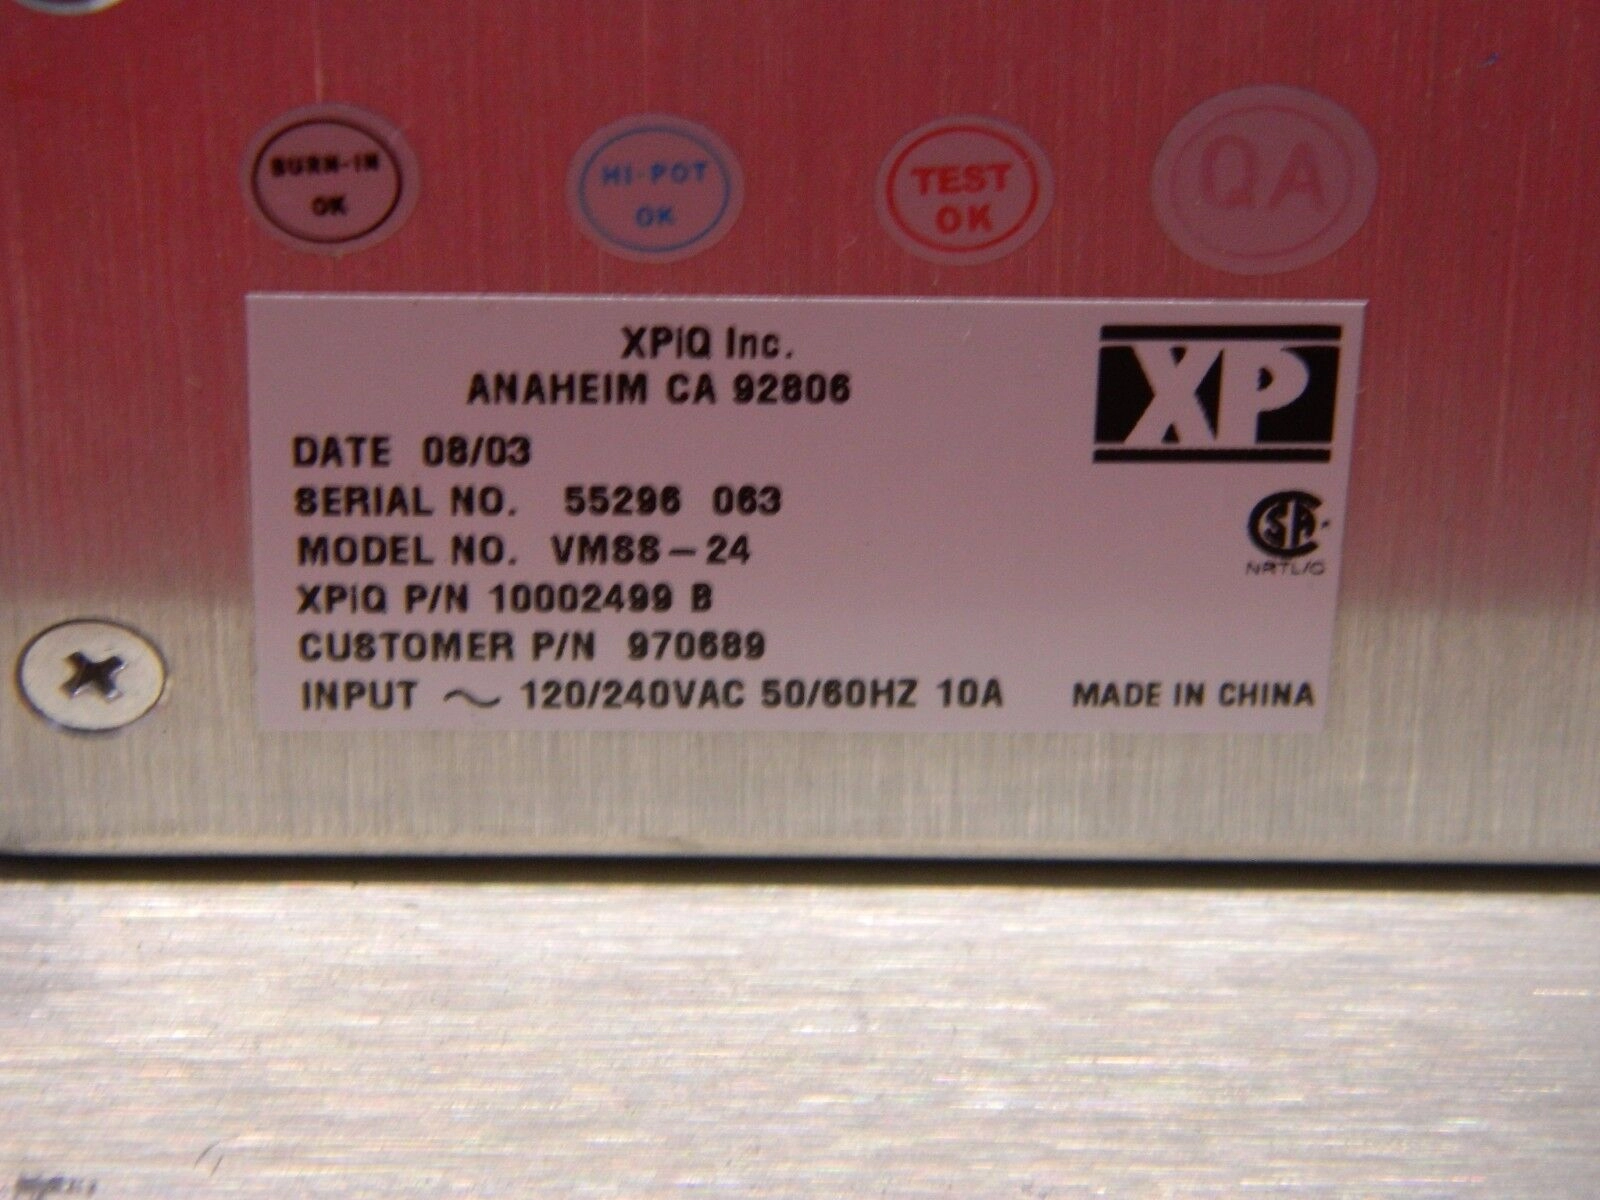 BURN-IN
OK
HI-POT
OK
TEST
OK
QA
XPiQ Inc.
ANAHEIM CA 92806
XP
DATE 08/03
SERIAL NO. 55296 063
MODEL NO. VMS8-24
XPiQ P/N 10002499 B
CUSTOMER P/N 970689
INPUT ~ 120/240VAC 50/60HZ 10A
MADE IN CHINA
CSA
NRTL/C